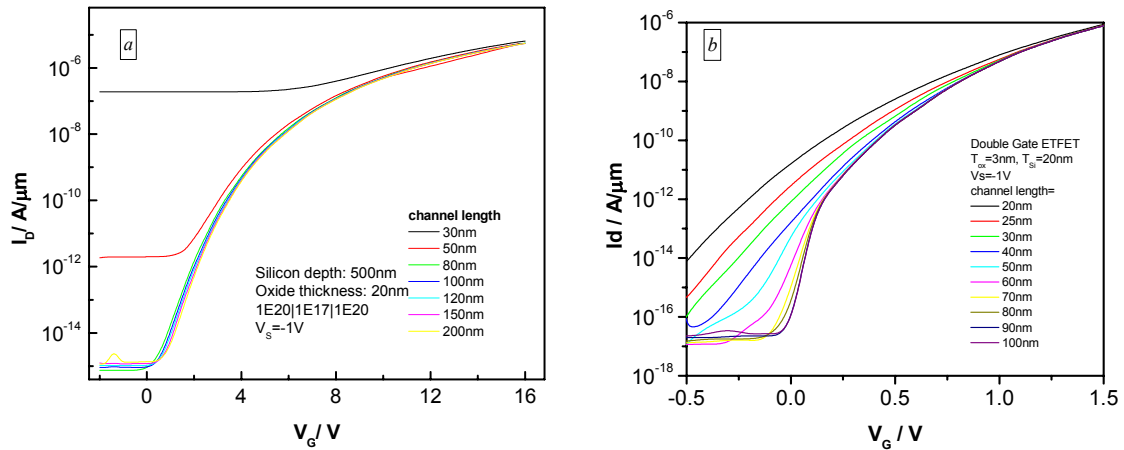 a
10^-6
10^-8
10^-10
10^-12
10^-14
I_D/ A/μm
0 4 8 12 16
V_G/ V
channel length
30nm
50nm
80nm
100nm
120nm
150nm
200nm
Silicon depth: 500nm
Oxide thickness: 20nm
1E20|1E17|1E20
V_S=-1V
b
10^-6
10^-8
10^-10
10^-12
10^-14
10^-16
10^-18
Id / A/μm
-0.5 0.0 0.5 1.0 1.5
V_G / V
Double Gate ETFET
T_ox=3nm, T_Si=20nm
Vs=-1V
channel length=
20nm
25nm
30nm
40nm
50nm
60nm
70nm
80nm
90nm
100nm